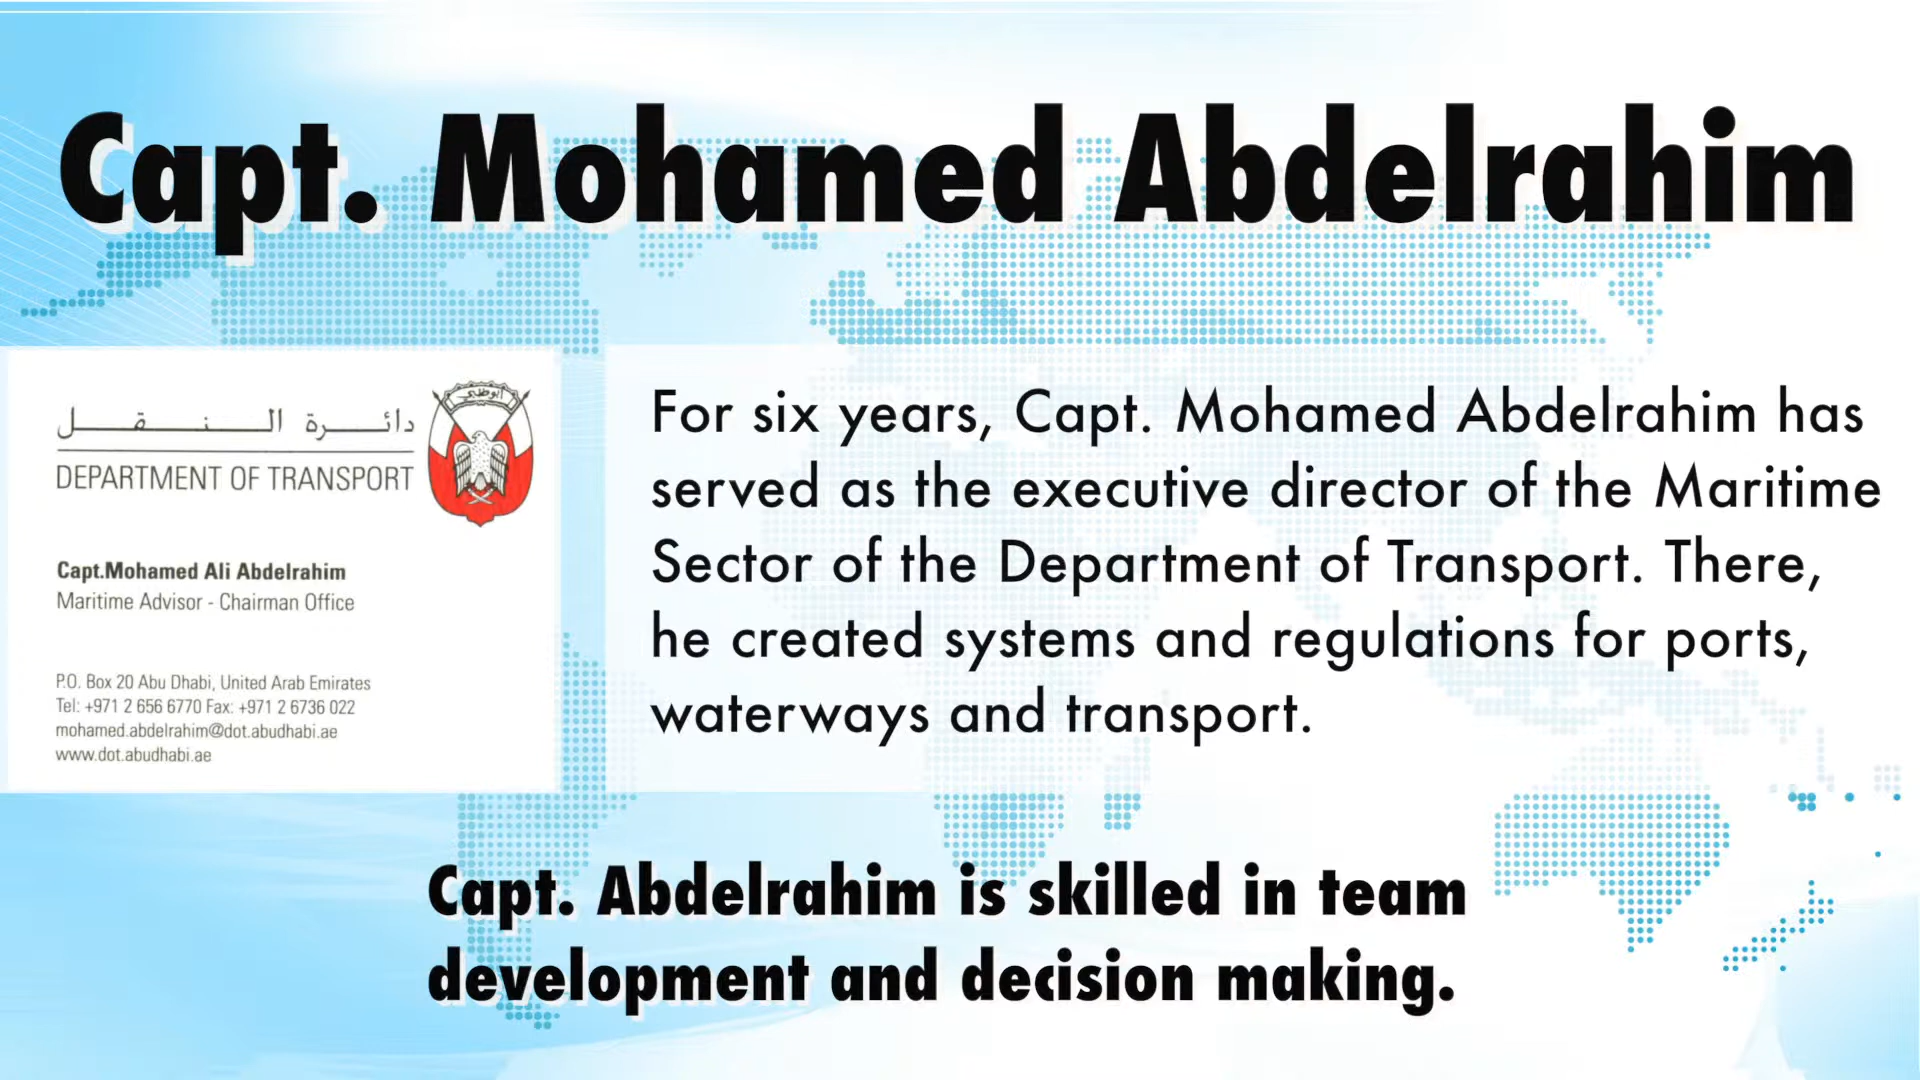 Capt. Mohamed Abdelrahim
دائرة النقل
DEPARTMENT OF TRANSPORT
أبوظبي
Capt.Mohamed Ali Abdelrahim
Maritime Advisor - Chairman Office
P.O. Box 20 Abu Dhabi, United Arab Emirates
Tel: +971 2 656 6770 Fax: +971 2 6736 022
mohamed.abdelrahim@dot.abudhabi.ae
www.dot.abudhabi.ae
For six years, Capt. Mohamed Abdelrahim has
served as the executive director of the Maritime
Sector of the Department of Transport. There,
he created systems and regulations for ports,
waterways and transport.
Capt. Abdelrahim is skilled in team
development and decision making.